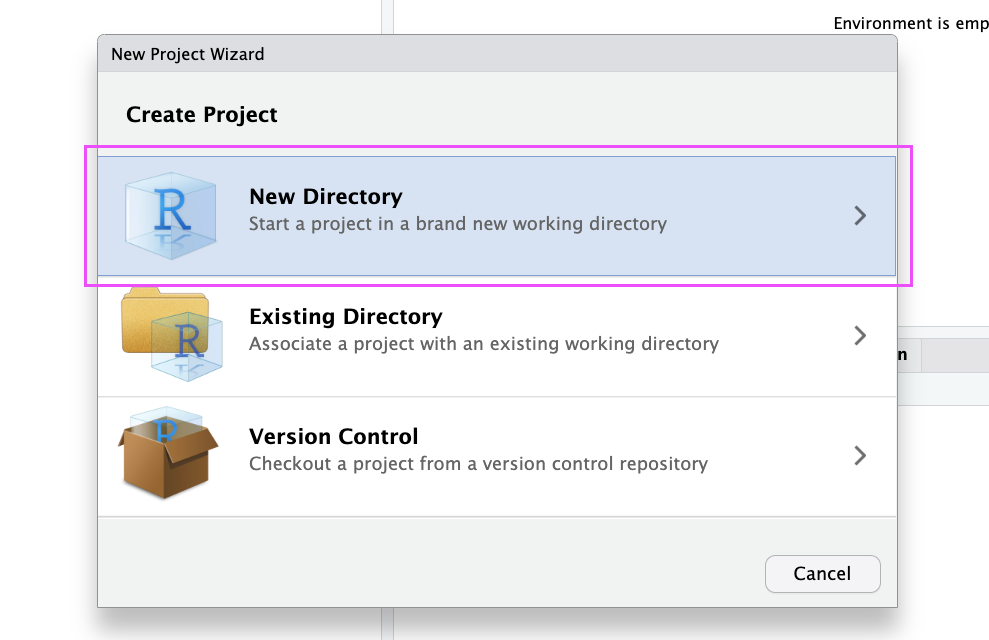 Environment is emp
New Project Wizard
Create Project
R
New Directory
Start a project in a brand new working directory
R
Existing Directory
Associate a project with an existing working directory
n
R
Version Control
Checkout a project from a version control repository
Cancel